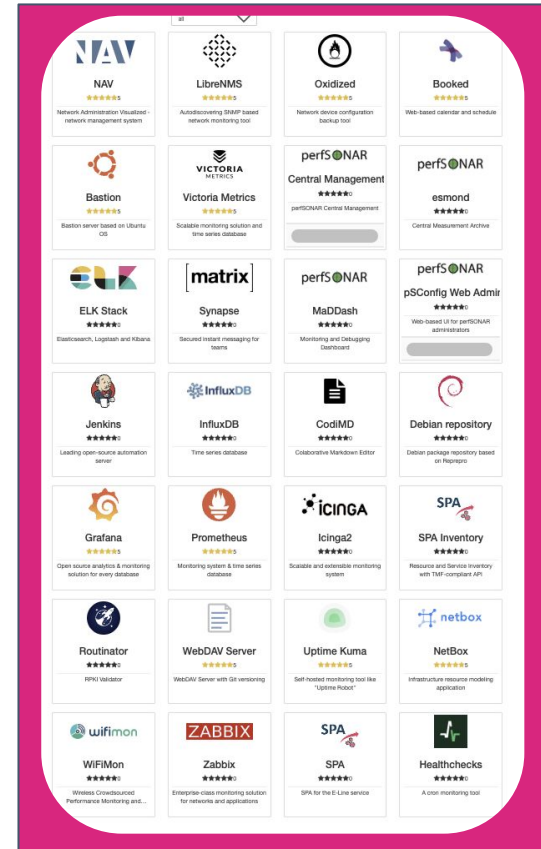 all
NAV
NAV
5
Network Administration Visualized -
network management system
LibreNMS
5
Autodiscovering SNMP based
network monitoring tool
Oxidized
5
Network device configuration
backup tool
Booked
5
Web-based calendar and schedule
Bastion
5
Bastion server based on Ubuntu
OS
VICTORIA
METRICS
Victoria Metrics
5
Scalable monitoring solution and
time series database
perfSONAR
Central Management
0
perfSONAR Central Management
perfSONAR
esmond
0
Central Measurement Archive
ELK
ELK Stack
0
Elasticsearch, Logstash and Kibana
[matrix]
Synapse
0
Secured instant messaging for
teams
perfSONAR
MaDDash
0
Monitoring and Debugging
Dashboard
perfSONAR
pSConfig Web Admir
0
Web-based UI for perfSONAR
administrators
Jenkins
0
Leading open-source automation
server
InfluxDB
InfluxDB
0
Time series database
CodiMD
0
Colaborative Markdown Editor
Debian repository
0
Debian package repository based
on Reprepro
Grafana
5
Open source analytics & monitoring
solution for every database
Prometheus
5
Monitoring system & time series
database
ICINGA
Icinga2
0
Scalable and extensible monitoring
system
SPA
SPA Inventory
0
Resource and Service inventory
with TMF-compliant API
Routinator
0
RPKI Validator
WebDAV Server
5
WebDAV Server with Git versioning
Uptime Kuma
5
Self-hosted monitoring tool like
"Uptime Robot"
netbox
NetBox
5
Infrastructure resource modeling
application
wifimon
WiFiMon
0
Wireless Crowdsourced
Performance Monitoring and...
ZABBIX
Zabbix
0
Enterprise-class monitoring solution
for networks and applications
SPA
SPA
0
SPA for the E-Line service
Healthchecks
0
A cron monitoring tool